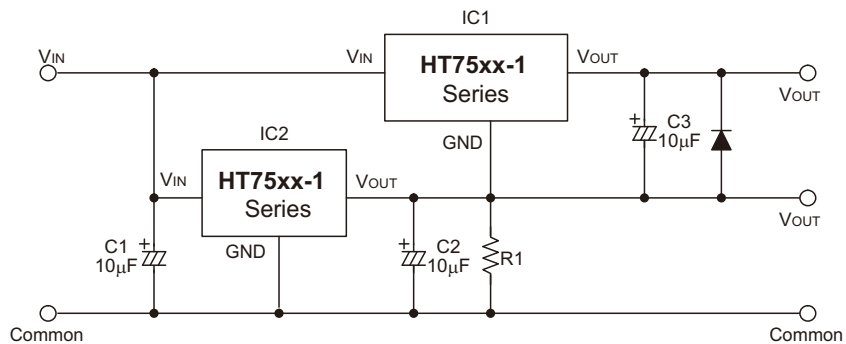 IC1
VIN
VIN
HT75xx-1
Series
VOUT
VOUT
GND
C3
10μF
IC2
VIN
HT75xx-1
Series
VOUT
VOUT
GND
C1
10μF
C2
10μF
R1
Common
Common